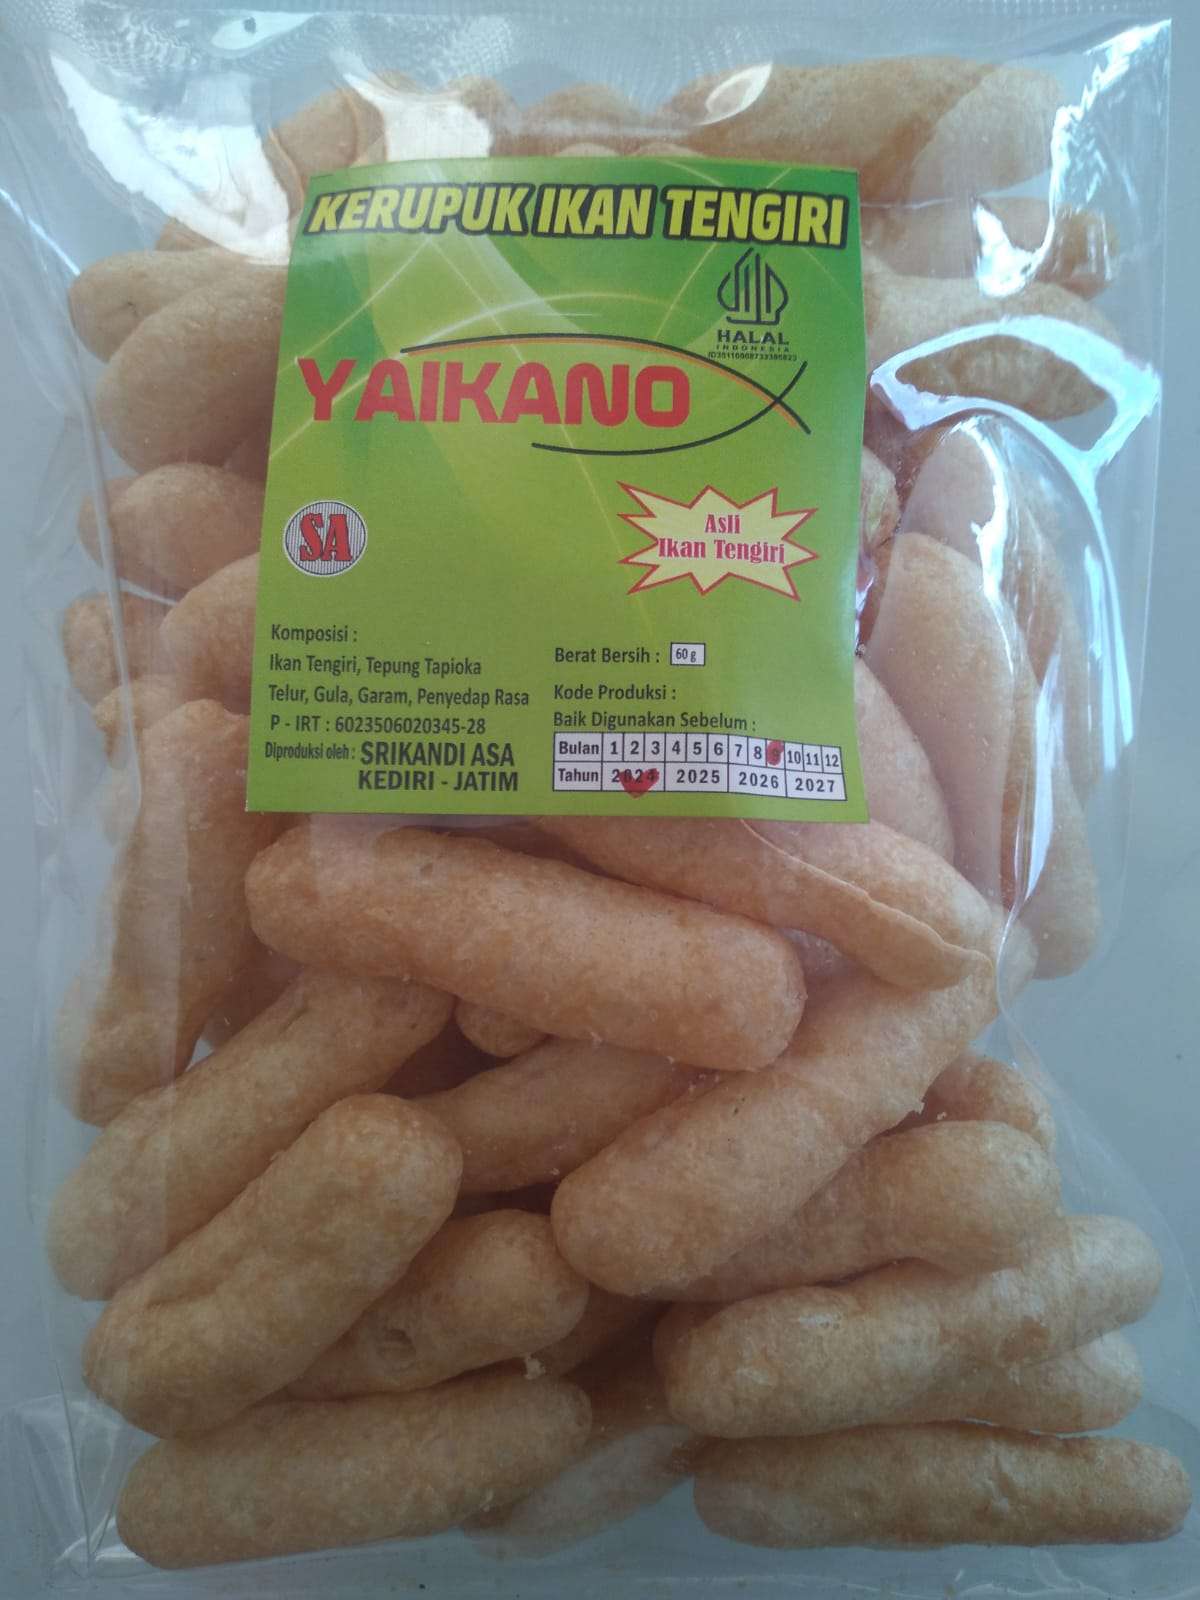 KERUPUK IKAN TENGIRI
HALAL
INDONESIA
YAIKANO
SA
Asli
Ikan Tengiri
Komposisi :
Ikan Tengiri, Tepung Tapioka
Telur, Gula, Garam, Penyedap Rasa
P - IRT : 6023506020345-28
Diproduksi oleh : SRIKANDI ASA
KEDIRI - JATIM
Berat Bersih : 60 g
Kode Produksi :
Baik Digunakan Sebelum :
Bulan 1 2 3 4 5 6 7 8 9 10 11 12
Tahun 2024 2025 2026 2027